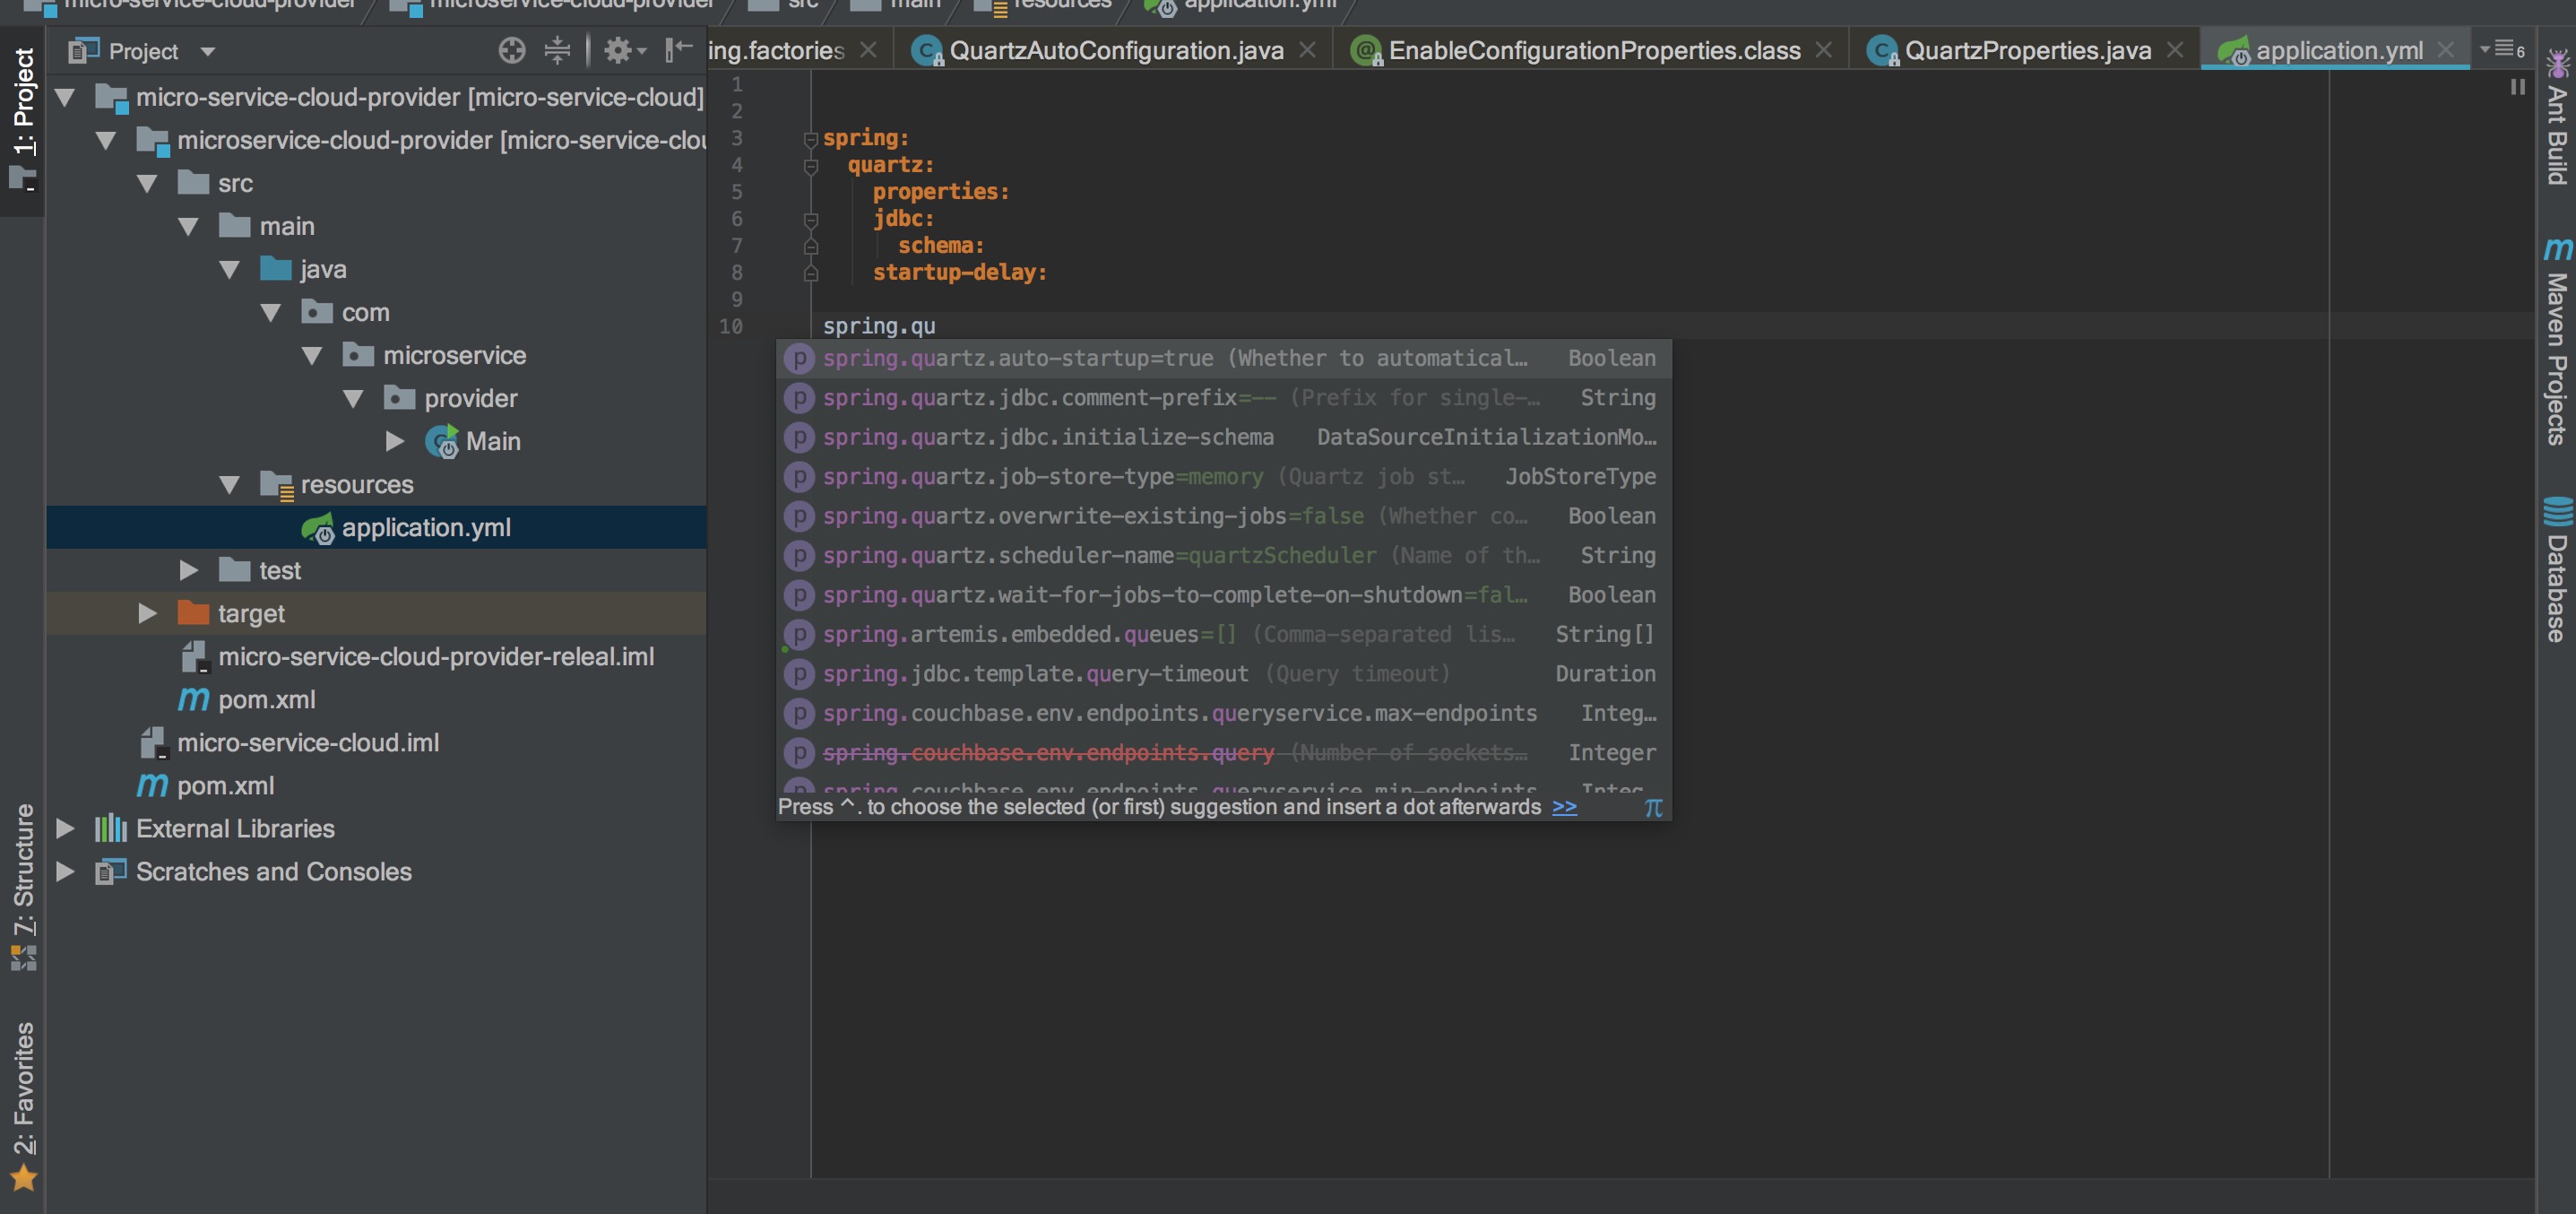 micro-service-cloud-provider
microservice-cloud-provider
src
main
resources
application.yml
1: Project
Project
ing.factories
QuartzAutoConfiguration.java
EnableConfigurationProperties.class
QuartzProperties.java
application.yml
6
micro-service-cloud-provider [micro-service-cloud]
microservice-cloud-provider [micro-service-clou
src
main
java
com
microservice
provider
Main
resources
application.yml
test
target
micro-service-cloud-provider-releal.iml
pom.xml
micro-service-cloud.iml
pom.xml
External Libraries
Scratches and Consoles
7: Structure
2: Favorites
1
2
3 spring:
4 quartz:
5 properties:
6 jdbc:
7 schema:
8 startup-delay:
9
10 spring.qu
p spring.quartz.auto-startup=true (Whether to automatical… Boolean
p spring.quartz.jdbc.comment-prefix=-- (Prefix for single-… String
p spring.quartz.jdbc.initialize-schema DataSourceInitializationMo…
p spring.quartz.job-store-type=memory (Quartz job st… JobStoreType
p spring.quartz.overwrite-existing-jobs=false (Whether co… Boolean
p spring.quartz.scheduler-name=quartzScheduler (Name of th… String
p spring.quartz.wait-for-jobs-to-complete-on-shutdown=fal… Boolean
p spring.artemis.embedded.queues=[] (Comma-separated lis… String[]
p spring.jdbc.template.query-timeout (Query timeout) Duration
p spring.couchbase.env.endpoints.queryservice.max-endpoints Integ…
p spring.couchbase.env.endpoints.query (Number of sockets… Integer
p spring.couchbase.env.endpoints.queryservice.min-endpoints Integ…
Press ^. to choose the selected (or first) suggestion and insert a dot afterwards >> π
Ant Build
m Maven Projects
Database